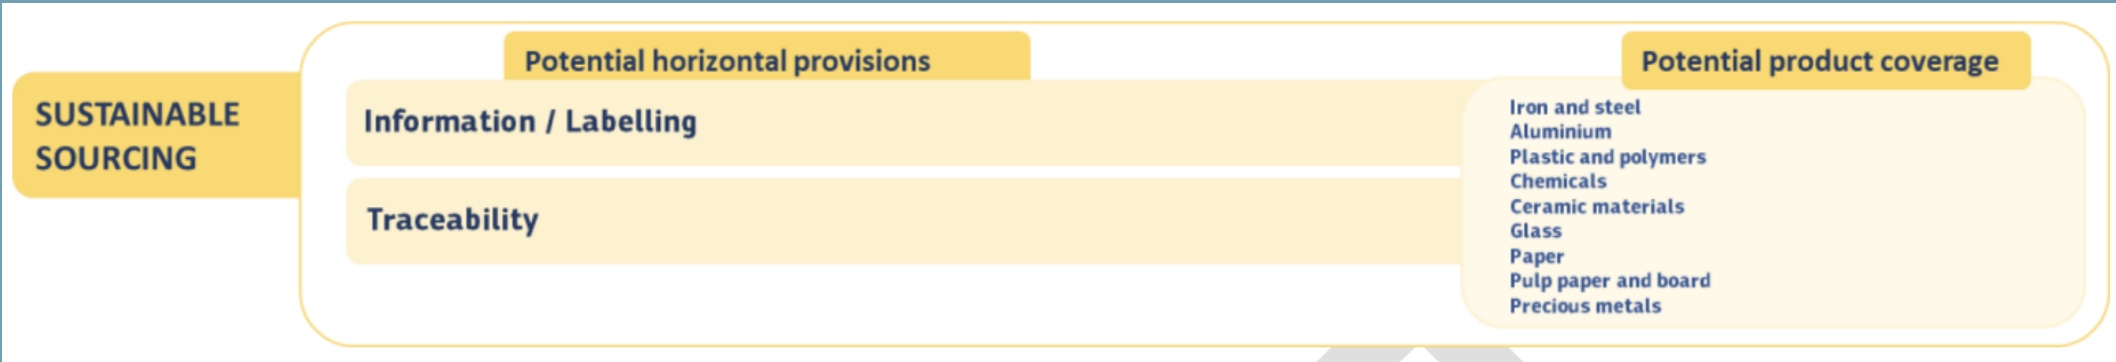 SUSTAINABLE
SOURCING
Potential horizontal provisions
Information / Labelling
Traceability
Potential product coverage
Iron and steel
Aluminium
Plastic and polymers
Chemicals
Ceramic materials
Glass
Paper
Pulp paper and board
Precious metals